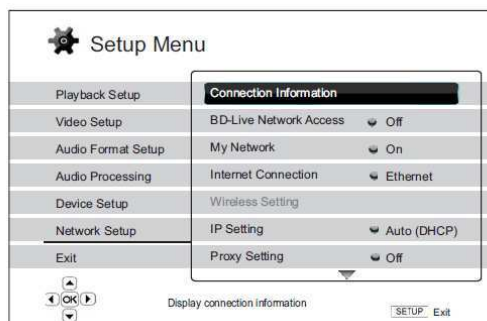 Setup Menu
Playback Setup
Video Setup
Audio Format Setup
Audio Processing
Device Setup
Network Setup
Exit
Connection Information
BD-Live Network Access Off
My Network On
Internet Connection Ethernet
Wireless Setting
IP Setting Auto (DHCP)
Proxy Setting Off
OK
Display connection information
SETUP Exit